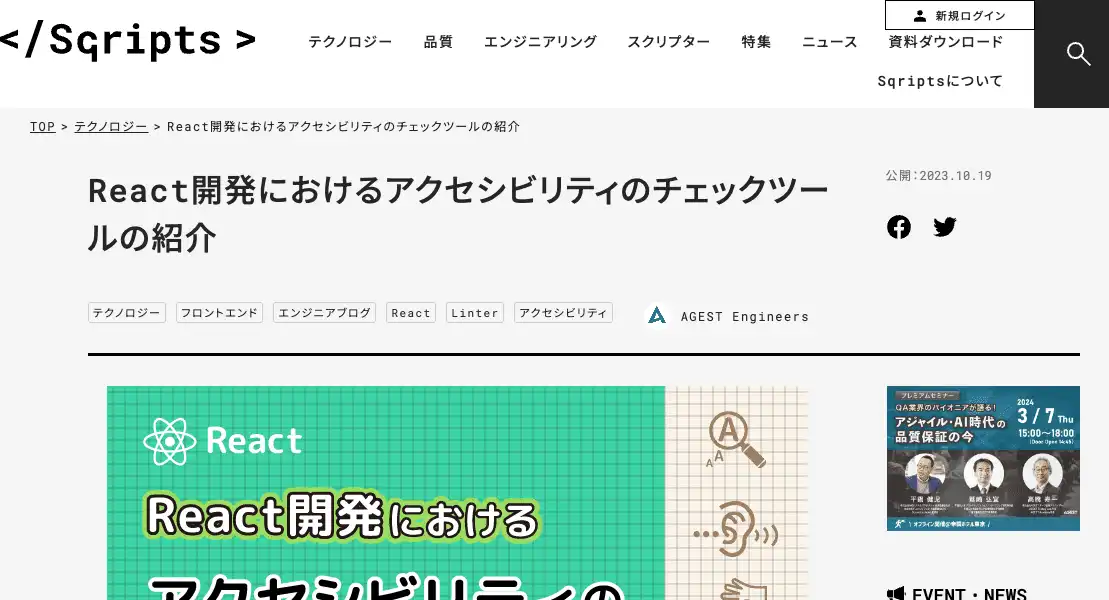 </Sqripts >
テクノロジー 品質 エンジニアリング スクリプター 特集 ニュース 資料ダウンロード
新規ログイン
Sqriptsについて
TOP > テクノロジー > React開発におけるアクセシビリティのチェックツールの紹介
React開発におけるアクセシビリティのチェックツー
ルの紹介
公開:2023.10.19
テクノロジー フロントエンド エンジニアブログ React Linter アクセシビリティ
AGEST Engineers
React
React開発における
アクセシビリティの
A
A
A
プレミアムセミナー
QA業界のパイオニアが語る!
アジャイル・AI時代の
品質保証の今
2024
3/7 Thu
15:00〜18:00
(Door Open 14:45)
平鍋 健児
鷲崎 弘宜
高橋 寿一
\ オフライン開催@帝国ホテル東京 /
EVENT・NEWS